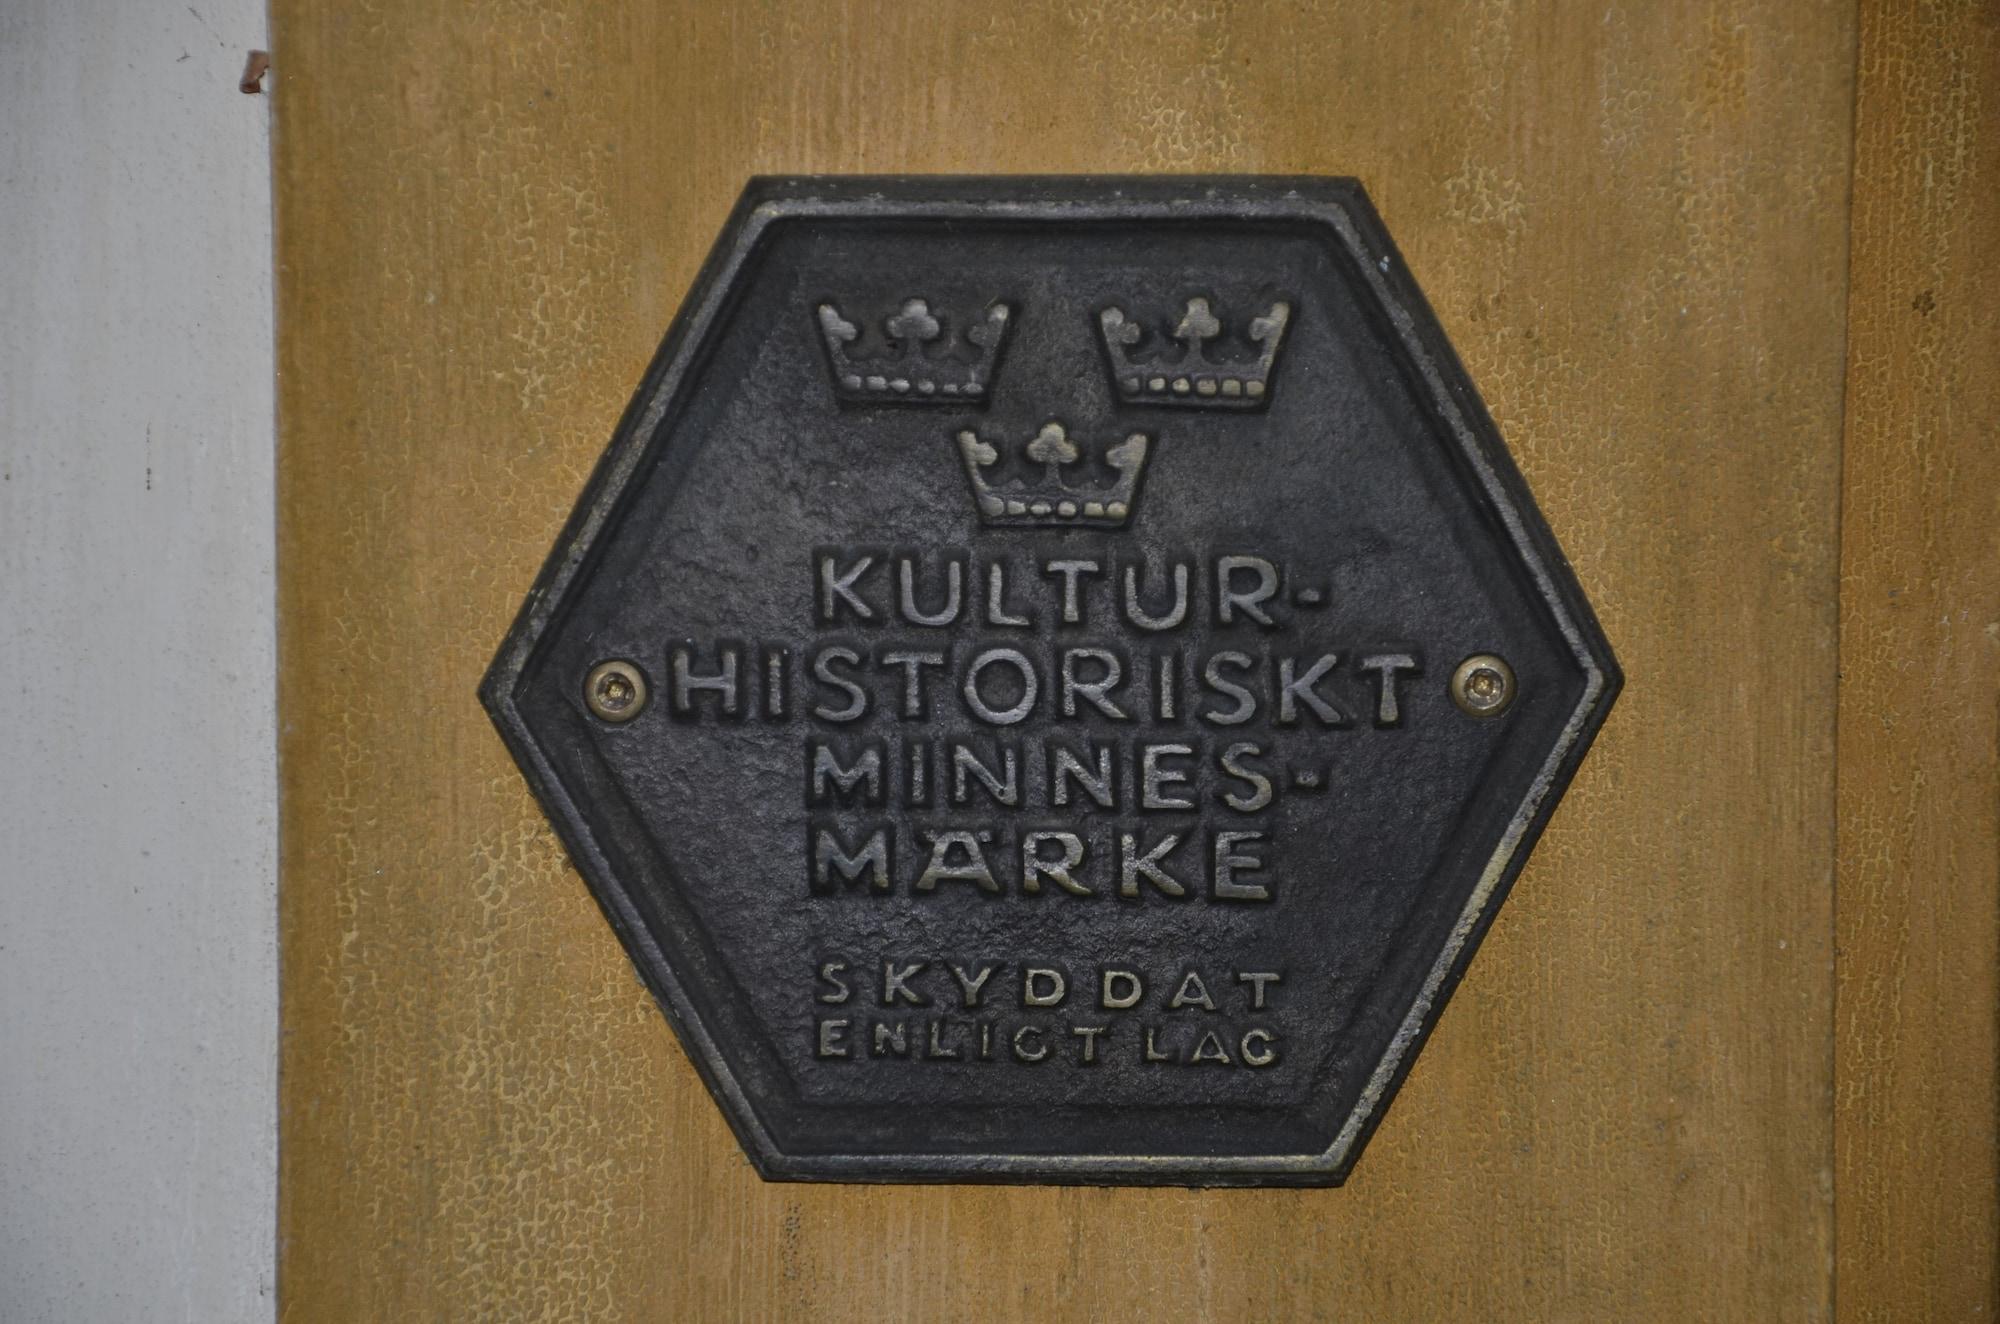 KULTUR-
HISTORISKT
MINNES-
MÄRKE
SKYDDAT
ENLIGT LAG